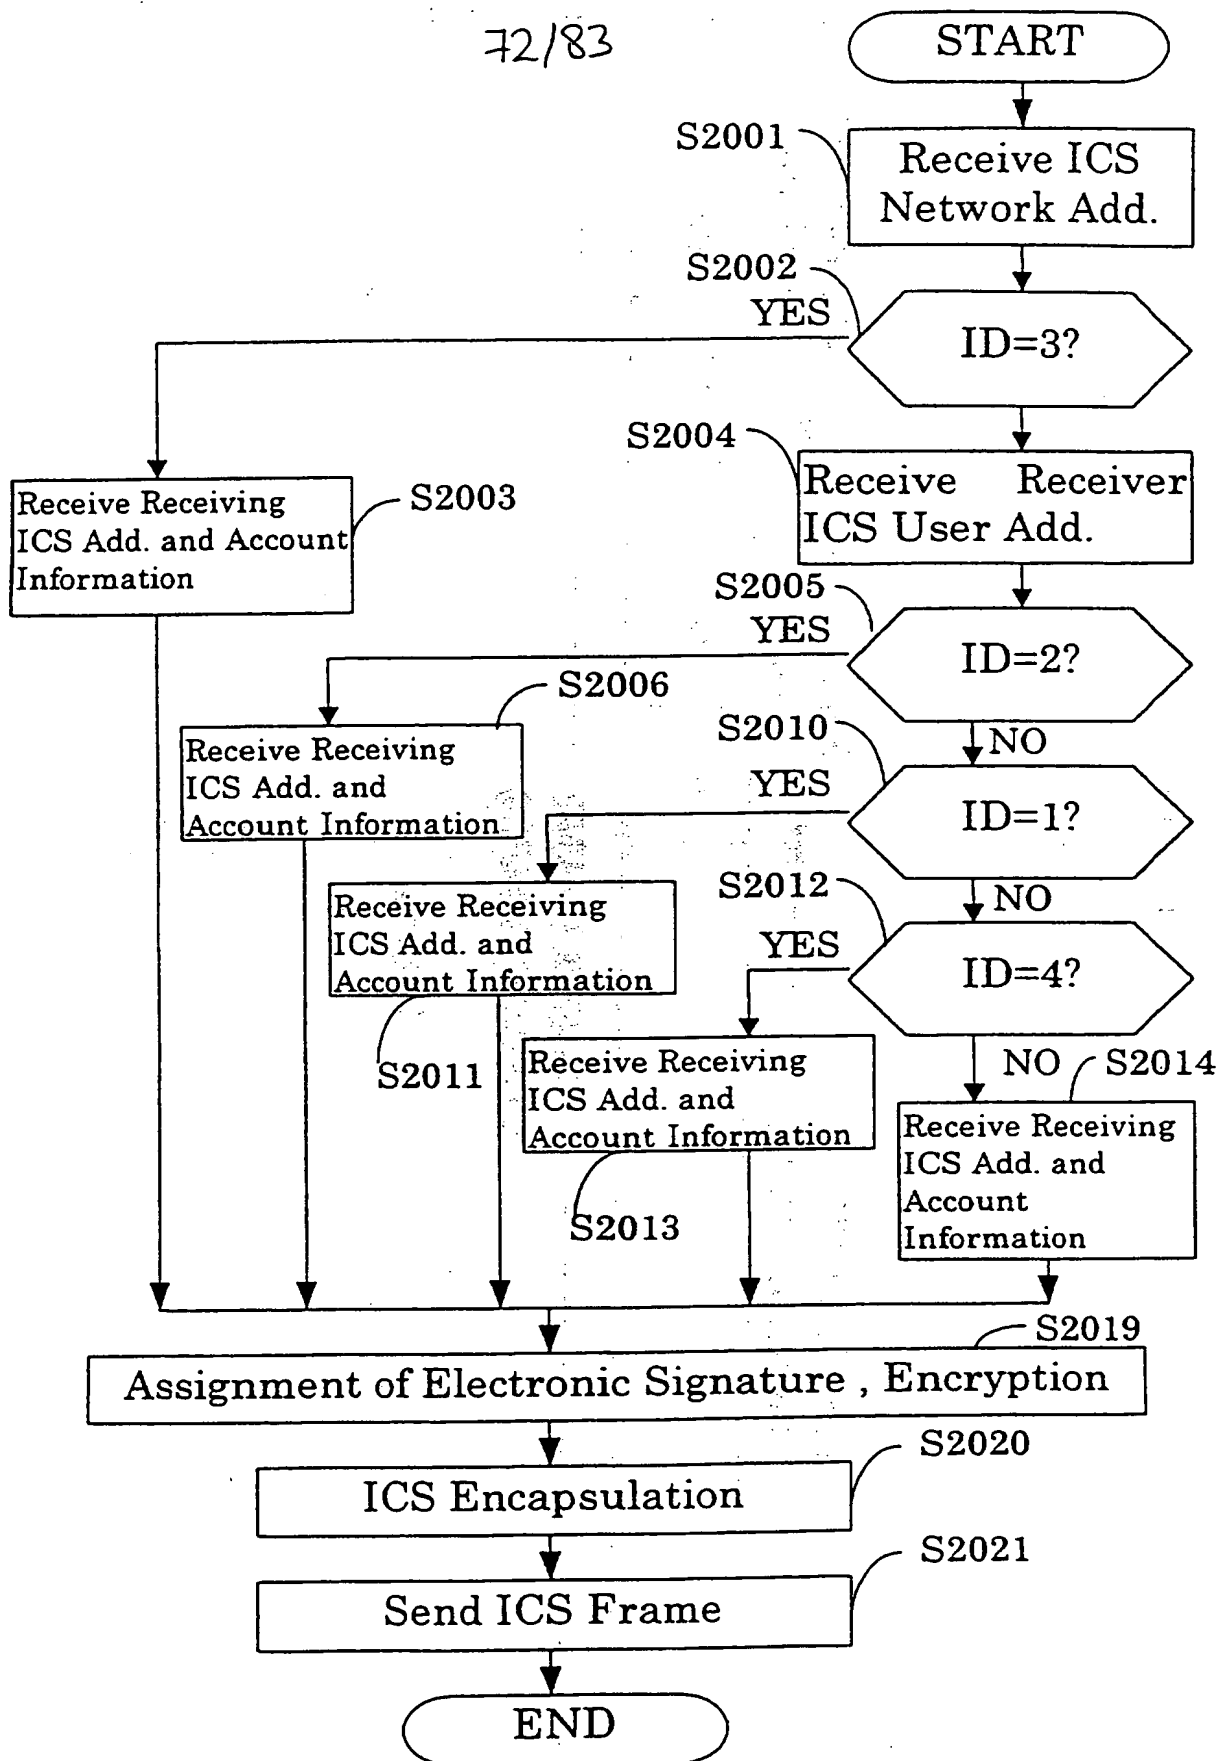 72/83
START
S2001
Receive ICS
Network Add.
S2002
YES
ID=3?
S2004
Receive Receiver
ICS User Add.
Receive Receiving
ICS Add. and Account
Information
S2003
S2005
YES
ID=2?
S2006
Receive Receiving
ICS Add. and
Account Information
S2010
NO
YES
ID=1?
Receive Receiving
ICS Add. and
Account Information
S2011
S2012
NO
YES
ID=4?
Receive Receiving
ICS Add. and
Account Information
S2013
NO
S2014
Receive Receiving
ICS Add. and
Account
Information
S2019
Assignment of Electronic Signature , Encryption
S2020
ICS Encapsulation
S2021
Send ICS Frame
END